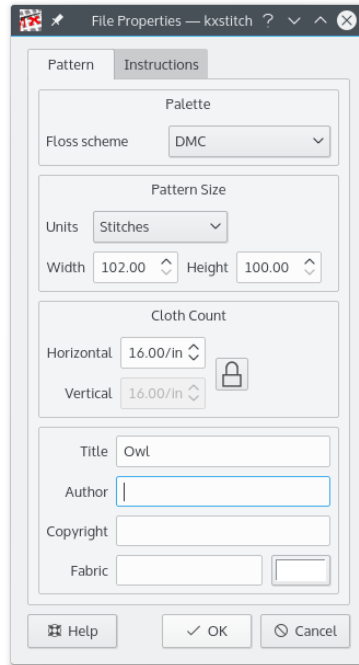 File Properties — kxstitch
Pattern Instructions
Palette
Floss scheme DMC
Pattern Size
Units Stitches
Width 102.00 Height 100.00
Cloth Count
Horizontal 16.00/in
Vertical 16.00/in
Title Owl
Author
Copyright
Fabric
Help OK Cancel